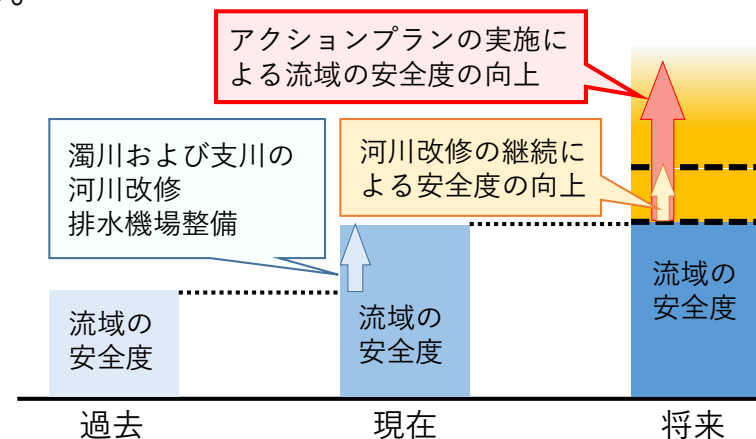 。
アクションプランの実施に
よる流域の安全度の向上
濁川および支川の
河川改修
排水機場整備
河川改修の継続に
よる安全度の向上
流域の
安全度
流域の
安全度
流域の
安全度
過去
現在
将来